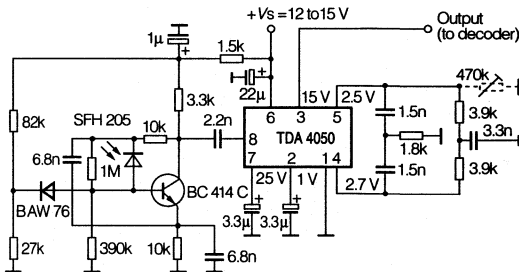 +Vs = 12 to 15 V
Output
(to decoder)
1µ
+
1.5k
+
22µ
6
3
15 V
5
2.5 V
470k
82k
3.3k
SFH 205
10k
2.2n
8
TDA 4050
1.5n
3.9k
3.3n
1.8k
6.8n
1M
7
2
1
4
25 V
1 V
2.7 V
1.5n
3.9k
BAW 76
BC 414 C
+
+
3.3µ
3.3µ
27k
390k
10k
6.8n